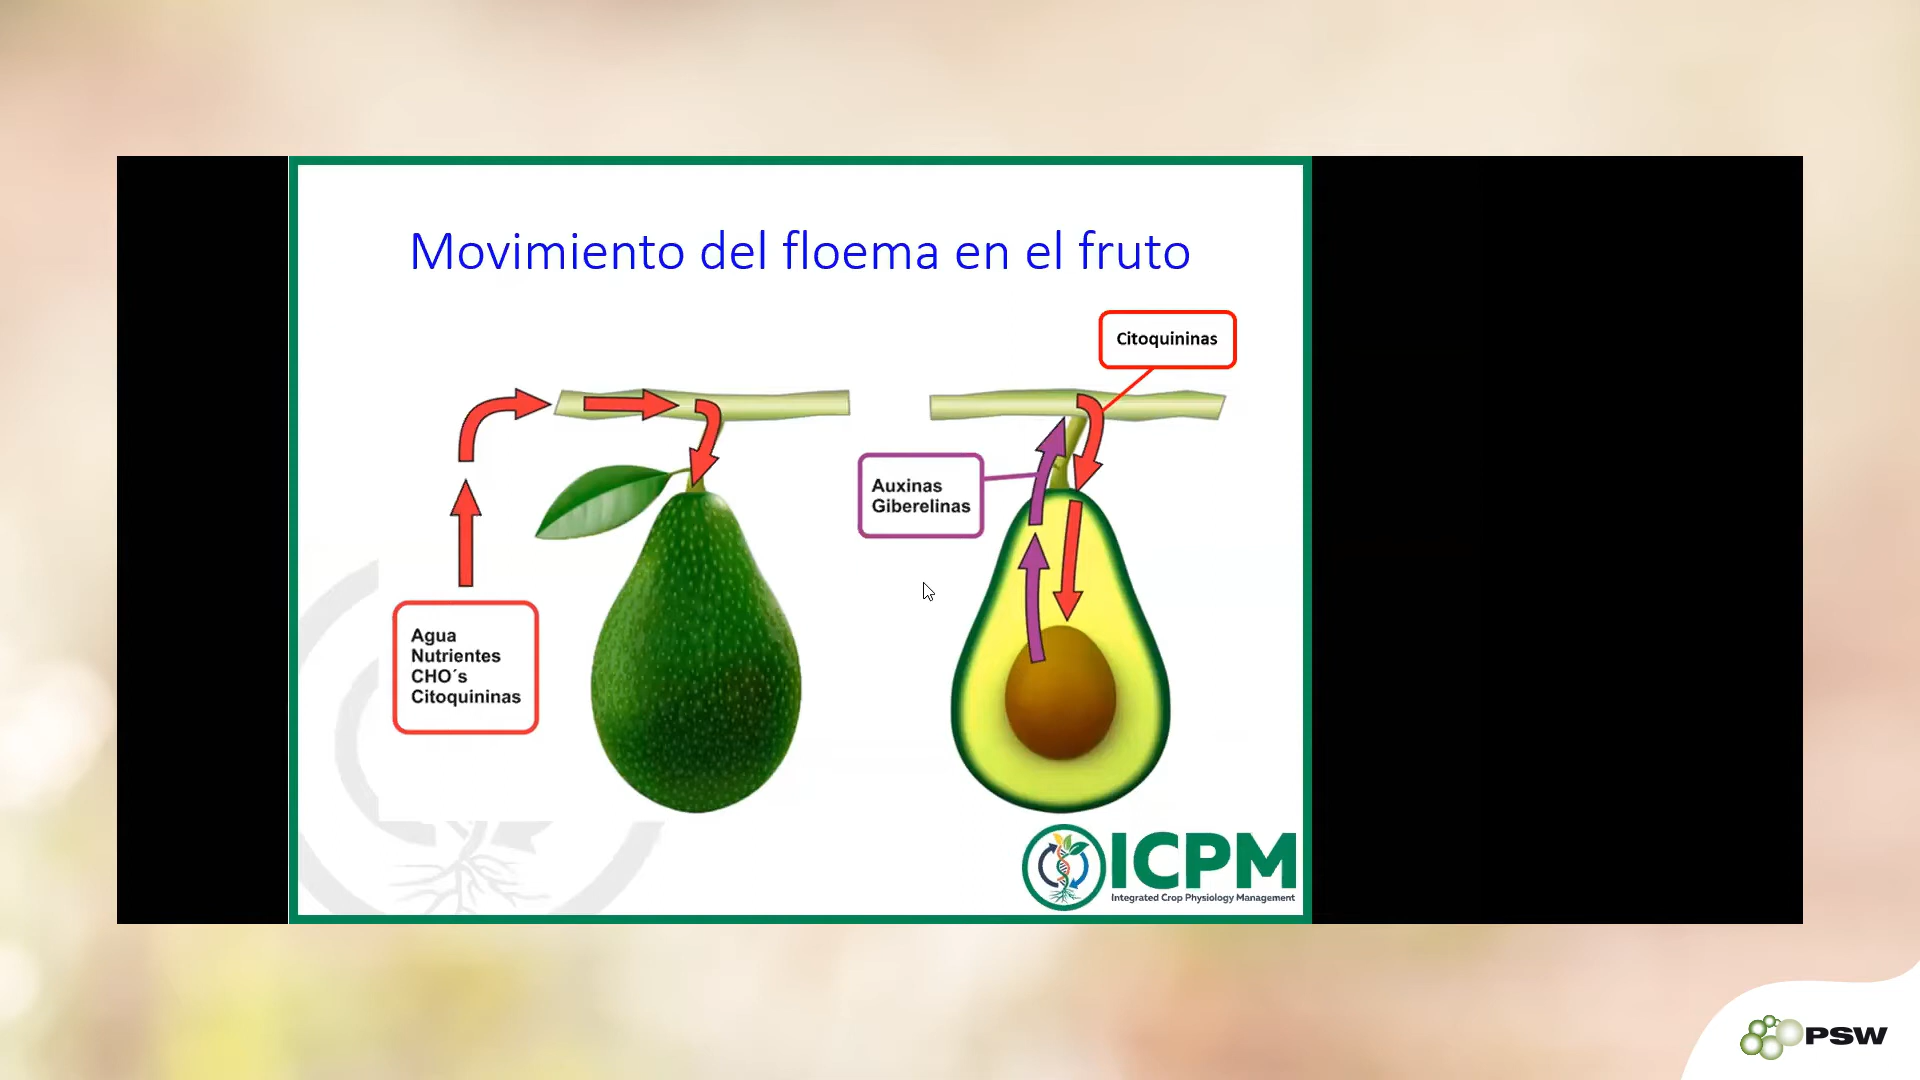 Movimiento del floema en el fruto
Citoquininas
Auxinas
Giberelinas
Agua
Nutrientes
CHO´s
Citoquininas
ICPM
Integrated Crop Physiology Management
PSW